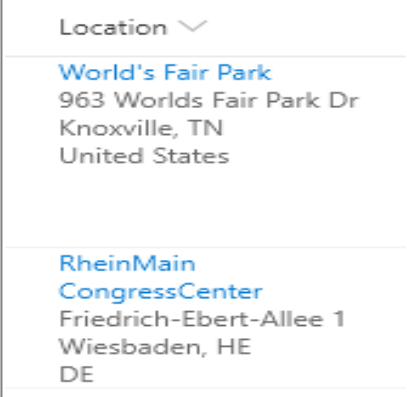 Location
World's Fair Park
963 Worlds Fair Park Dr
Knoxville, TN
United States
RheinMain
CongressCenter
Friedrich-Ebert-Allee 1
Wiesbaden, HE
DE